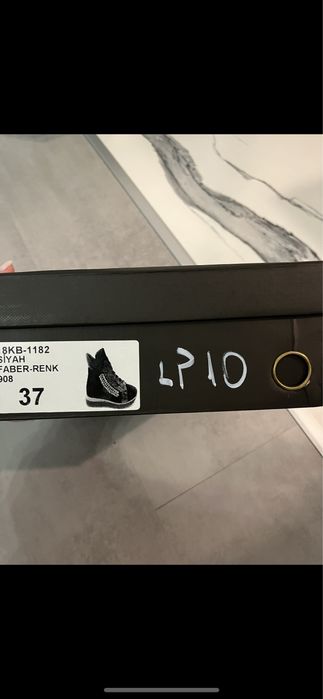 8KB-1182
SİYAH
FABER-RENK
908
37
LP10